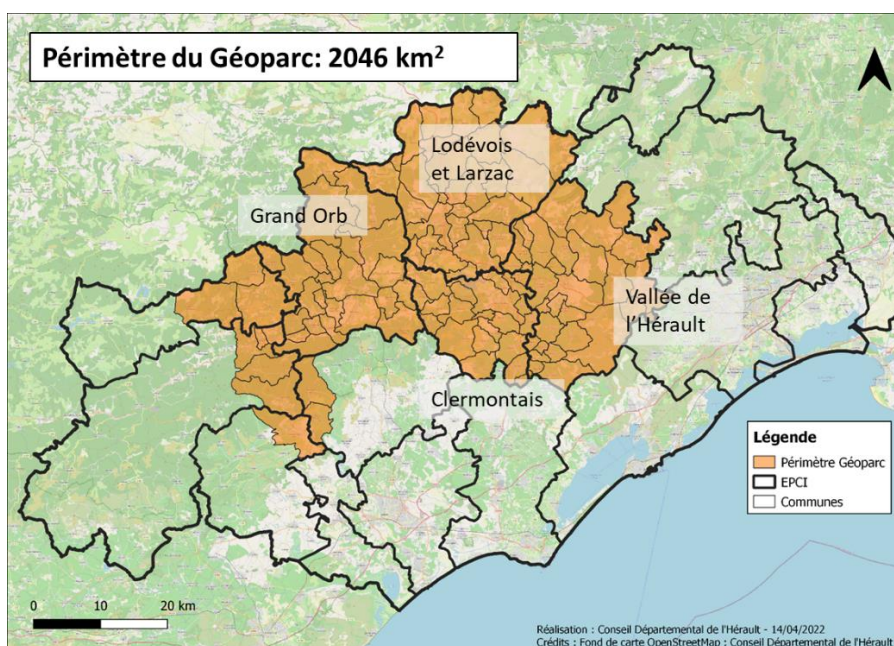 Périmètre du Géoparc: 2046 km²
Lodévois
et Larzac
Grand Orb
Vallée de
l'Hérault
Clermontais
Légende
Périmètre Géoparc
EPCI
Communes
0 10 20 km
Réalisation : Conseil Départemental de l'Hérault - 14/04/2022
Crédits : Fond de carte OpenStreetMap ; Conseil Départemental de l'Hérault